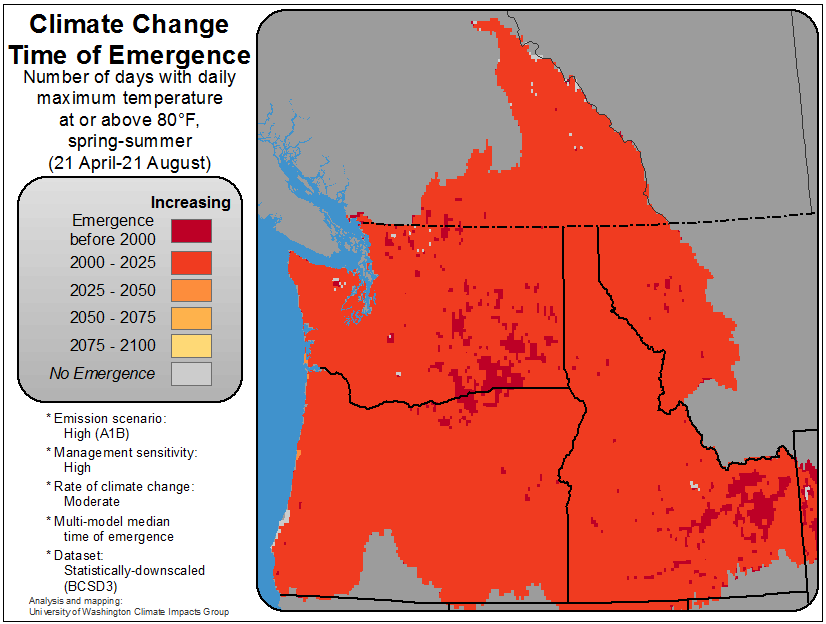 Climate Change
Time of Emergence
Number of days with daily
maximum temperature
at or above 80°F,
spring-summer
(21 April-21 August)
Increasing
Emergence
before 2000
2000 - 2025
2025 - 2050
2050 - 2075
2075 - 2100
No Emergence
* Emission scenario:
High (A1B)
* Management sensitivity:
High
* Rate of climate change:
Moderate
* Multi-model median
time of emergence
* Dataset:
Statistically-downscaled
(BCSD3)
Analysis and mapping:
University of Washington Climate Impacts Group